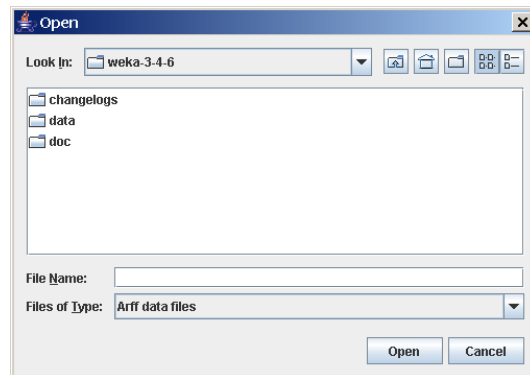 Open
Look In: weka-3-4-6
changelogs
data
doc
File Name:
Files of Type: Arff data files
Open Cancel